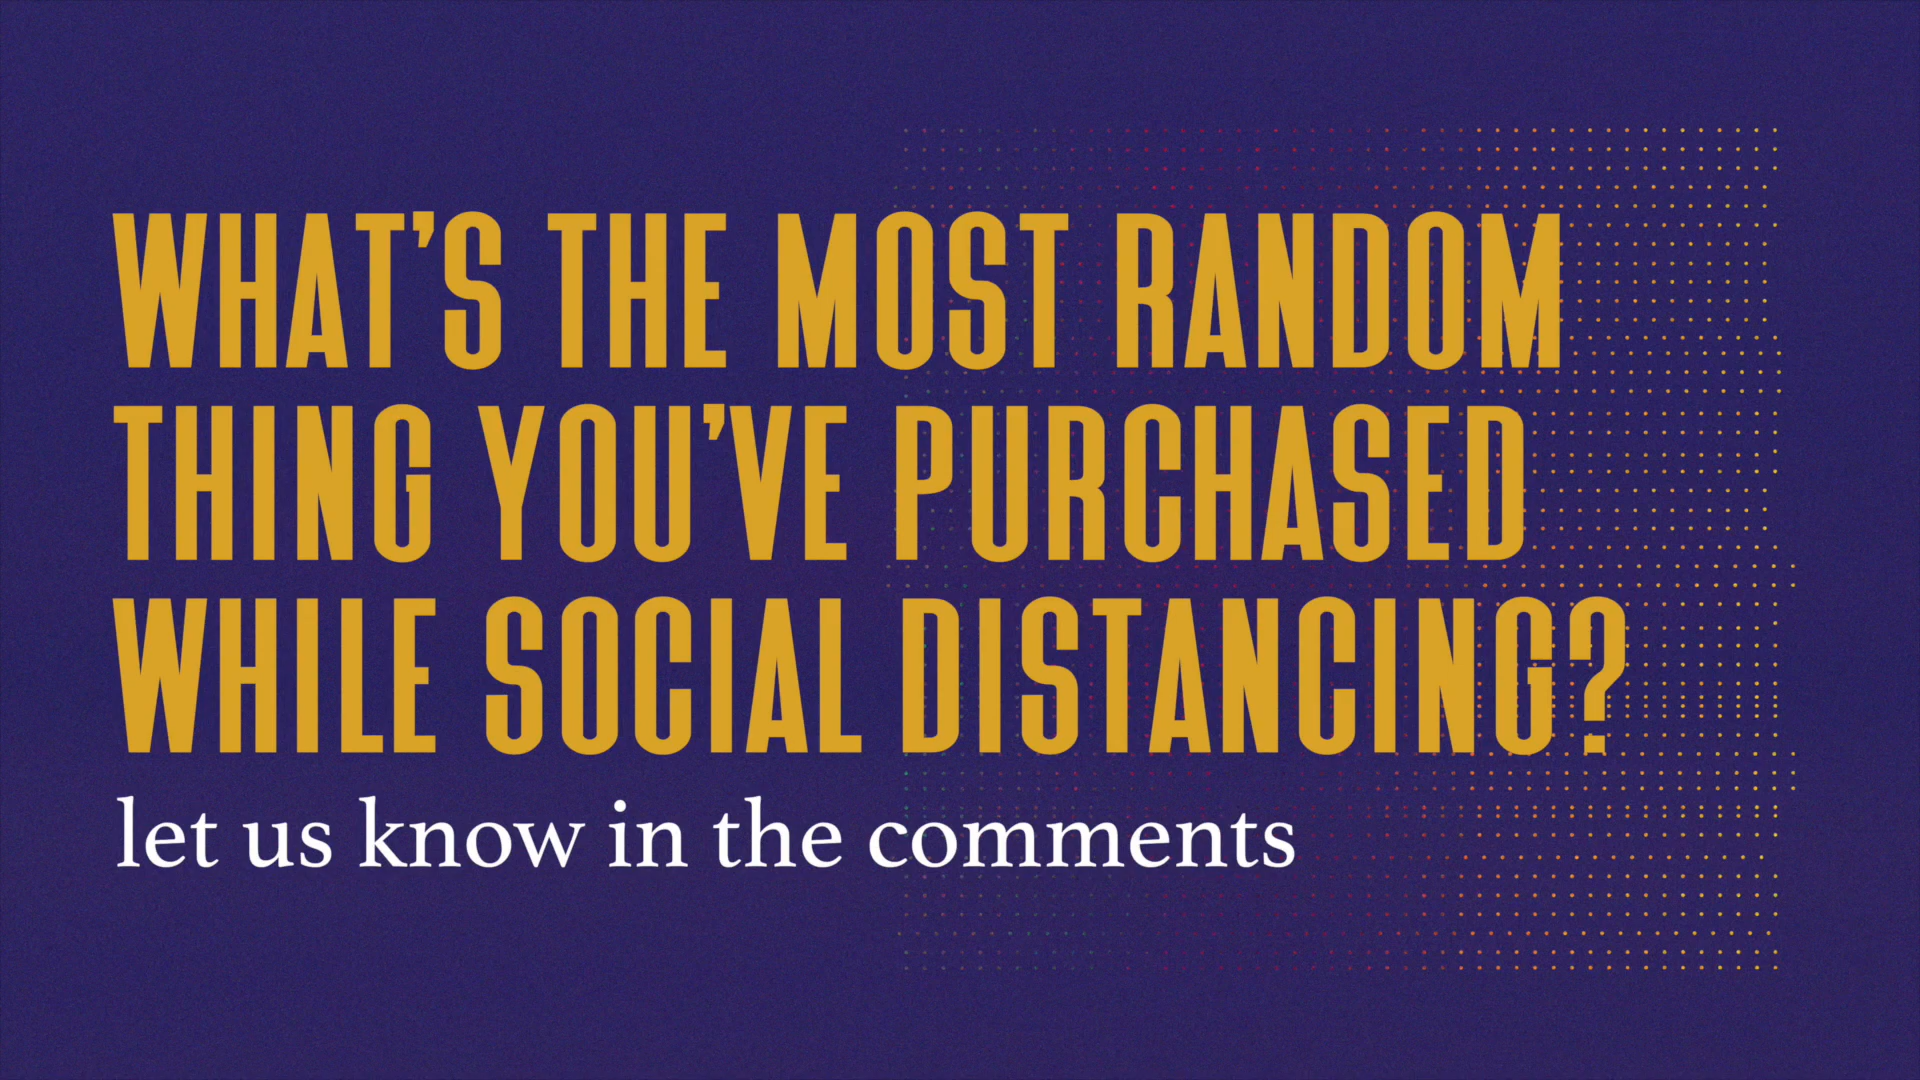 WHAT’S THE MOST RANDOM
THING YOU’VE PURCHASED
WHILE SOCIAL DISTANCING?
let us know in the comments